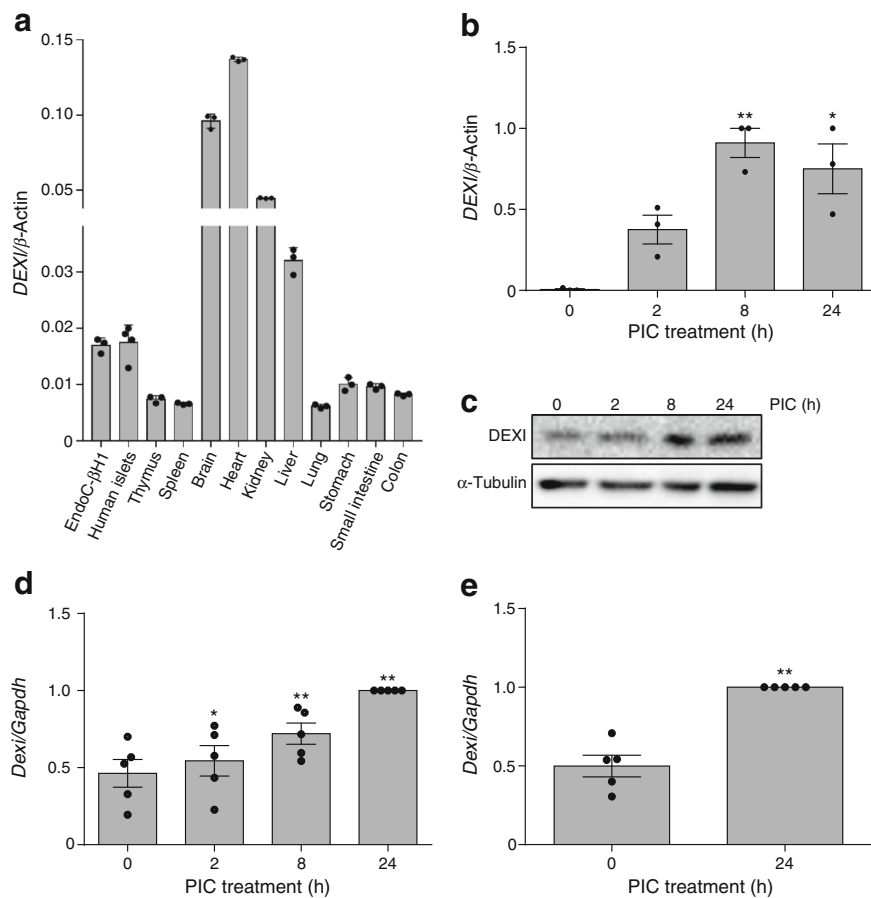 a
DEXI/β-Actin
0.15
0.10
0.05
0.03
0.02
0.01
0
EndoC-βH1
Human islets
Thymus
Spleen
Brain
Heart
Kidney
Liver
Lung
Stomach
Small intestine
Colon
b
DEXI/β-Actin
1.5
1.0
0.5
0
** *
0 2 8 24
PIC treatment (h)
c
0 2 8 24 PIC (h)
DEXI
α-Tubulin
d
Dexi/Gapdh
1.5
1.0
0.5
0
* ** **
0 2 8 24
PIC treatment (h)
e
Dexi/Gapdh
1.5
1.0
0.5
0
**
0 24
PIC treatment (h)